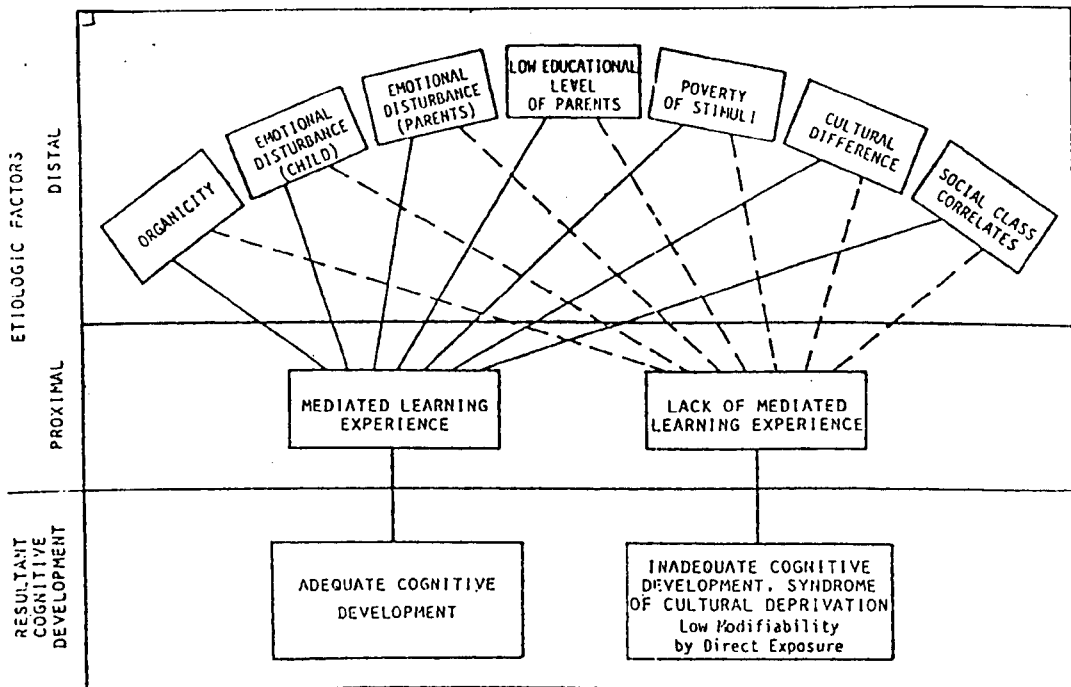 ETIOLOGIC FACTORS
DISTAL
PROXIMAL
RESULTANT
COGNITIVE
DEVELOPMENT
ORGANICITY
EMOTIONAL
DISTURBANCE
(CHILD)
EMOTIONAL
DISTURBANCE
(PARENTS)
LOW EDUCATIONAL
LEVEL
OF PARENTS
POVERTY
OF STIMULI
CULTURAL
DIFFERENCE
SOCIAL CLASS
CORRELATES
MEDIATED LEARNING
EXPERIENCE
LACK OF MEDIATED
LEARNING EXPERIENCE
ADEQUATE COGNITIVE
DEVELOPMENT
INADEQUATE COGNITIVE
DEVELOPMENT, SYNDROME
OF CULTURAL DEPRIVATION
Low Modifiability
by Direct Exposure